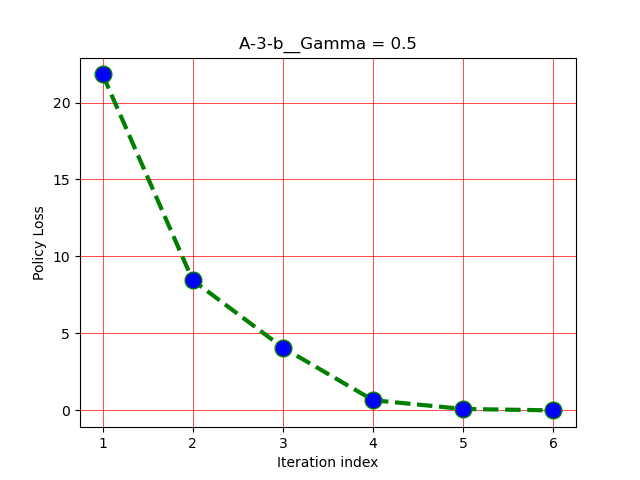 A-3-b__Gamma = 0.5
Policy Loss
20
15
10
5
0
1 2 3 4 5 6
Iteration index